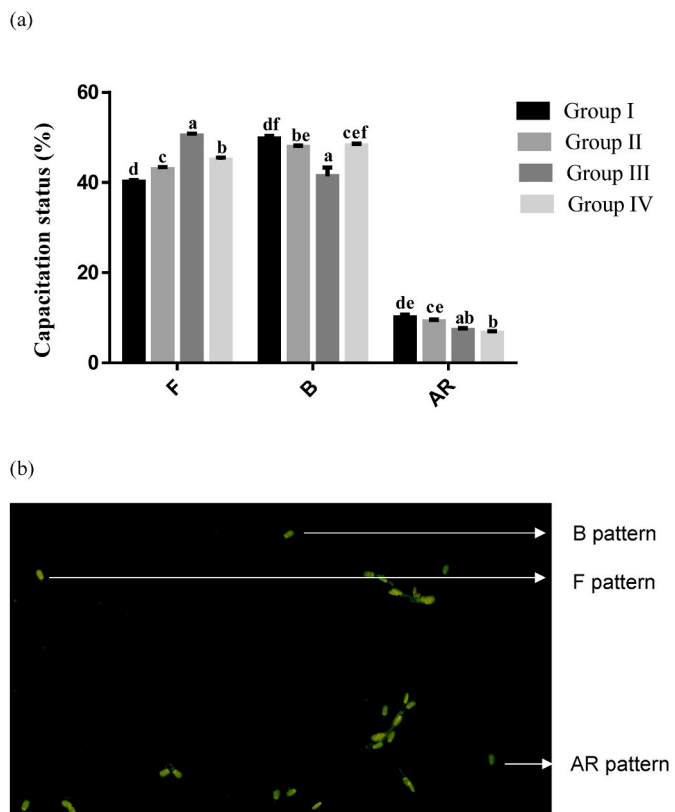 (a)
Capacitation status (%)
60
40
20
0
d c a b
df be a cef
de ce ab b
F B AR
Group I
Group II
Group III
Group IV
(b)
B pattern
F pattern
AR pattern